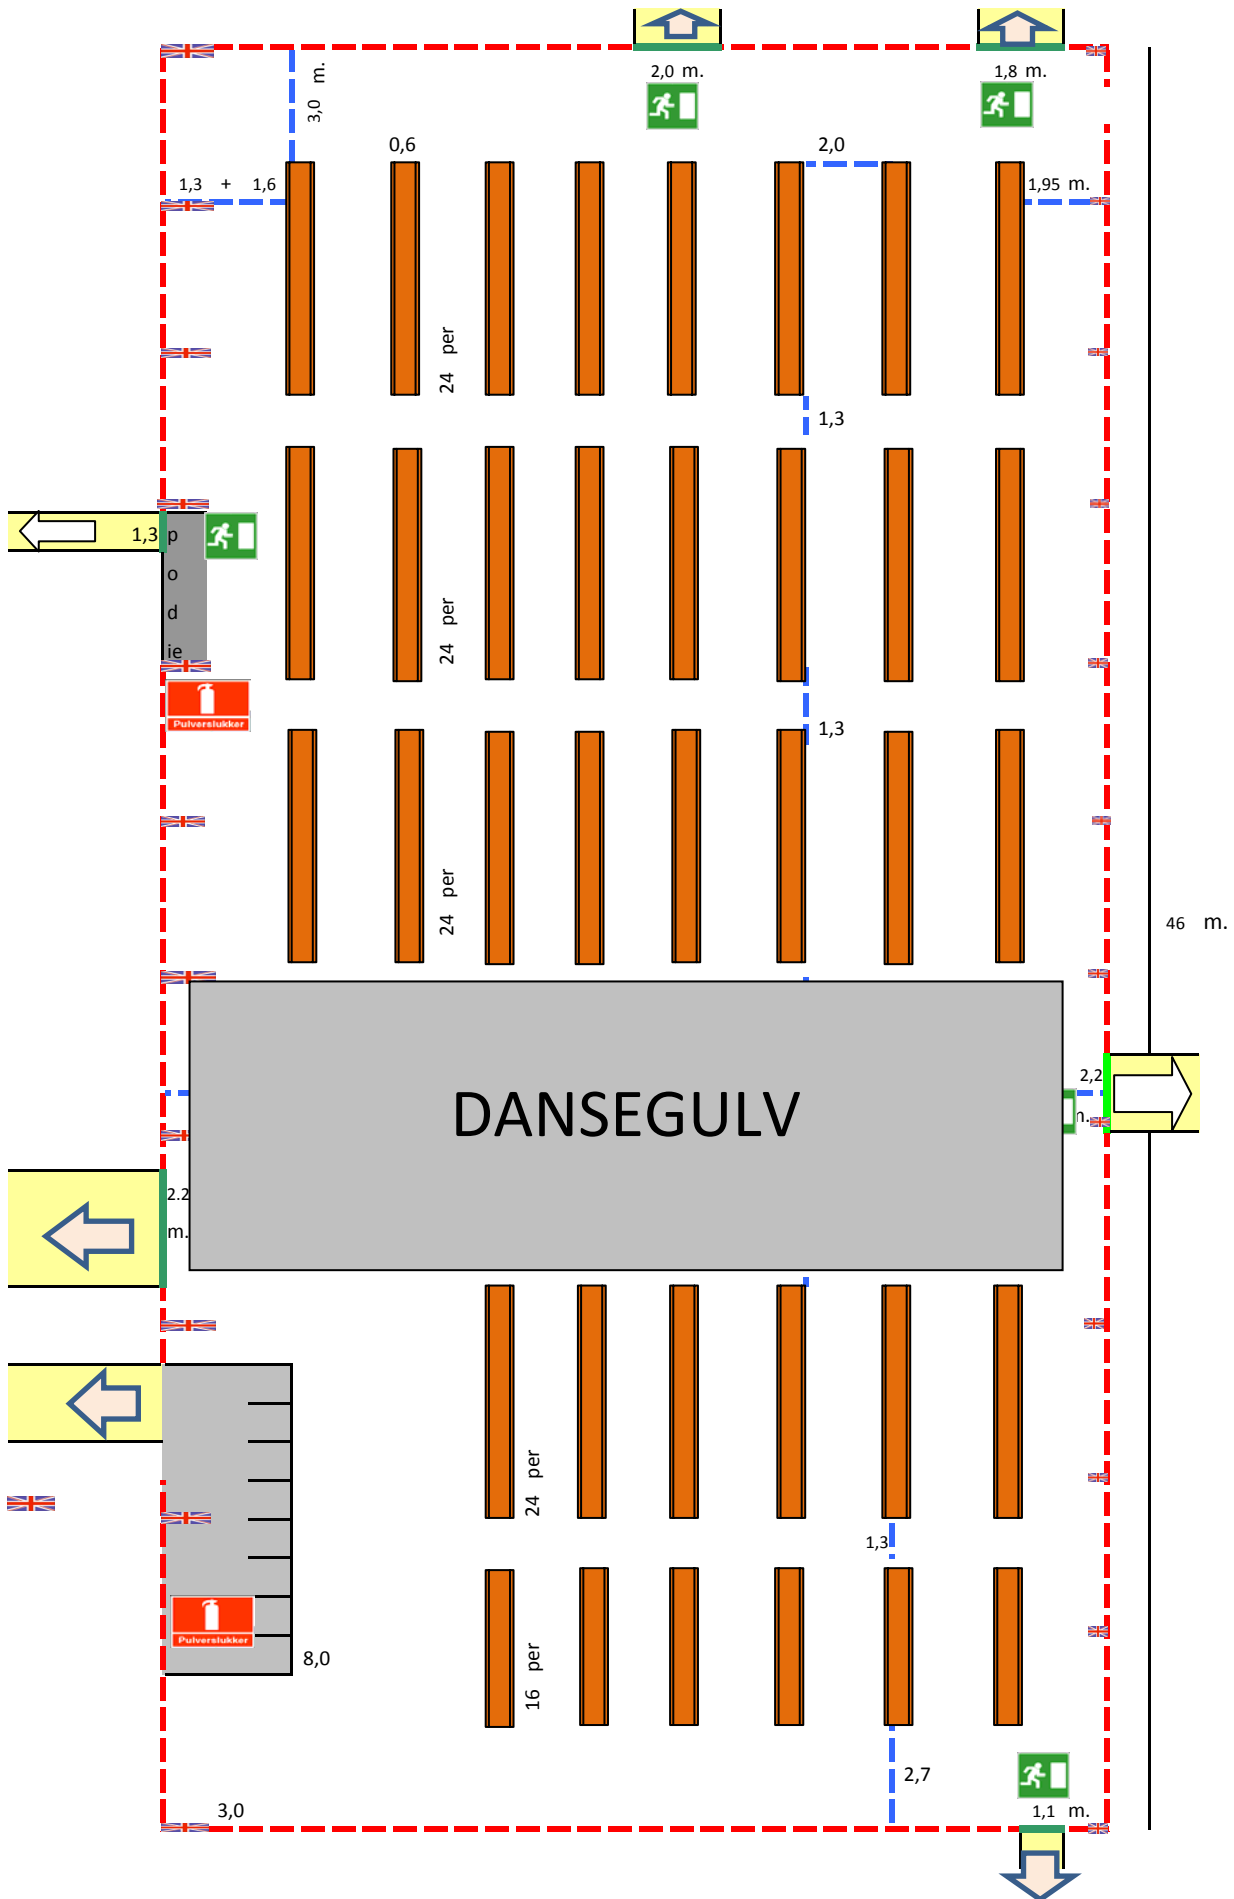 2,0 m.
1,8 m.
3,0 m.
0,6
2,0
1,3 + 1,6
1,95 m.
24 per
1,3
1,3
p
o
d
ie
24 per
Pulverslukker
1,3
24 per
46 m.
2,2
m.
DANSEGULV
2.2
m.
24 per
1,3
Pulverslukker
8,0
16 per
2,7
3,0
1,1 m.